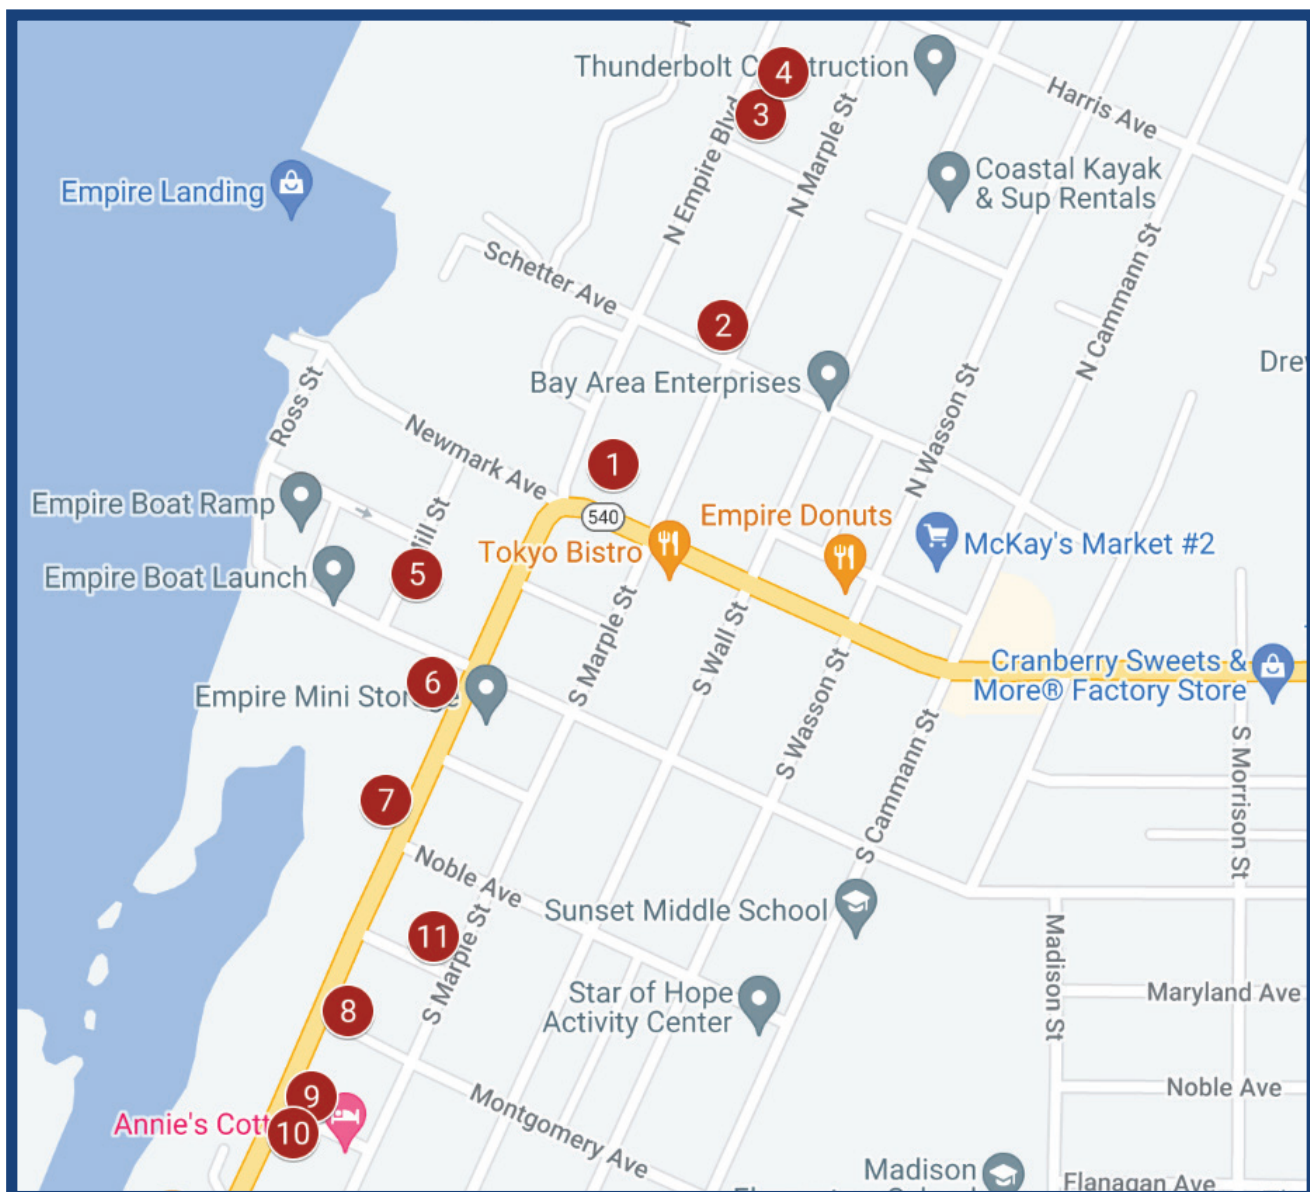 Thunderbolt C
truction
4
3
Harris Ave
N Empire Blvd
N Marple St
Coastal Kayak
& Sup Rentals
Empire Landing
Schetter Ave
N Cammann St
2
Bay Area Enterprises
Dre
Ross St
Newmark Ave
N Wasson St
1
540
Empire Boat Ramp
Mill St
Empire Donuts
Tokyo Bistro
McKay's Market #2
Empire Boat Launch
5
S Marple St
S Wall St
6
Empire Mini Stor
e
Cranberry Sweets &
More® Factory Store
S Wasson St
S Cammann St
S Morrison St
7
Noble Ave
Sunset Middle School
11
S Marple St
Star of Hope
Activity Center
Madison St
Maryland Ave
8
9
10
Annie's Cott
Montgomery Ave
Noble Ave
Madison
Flanagan Ave